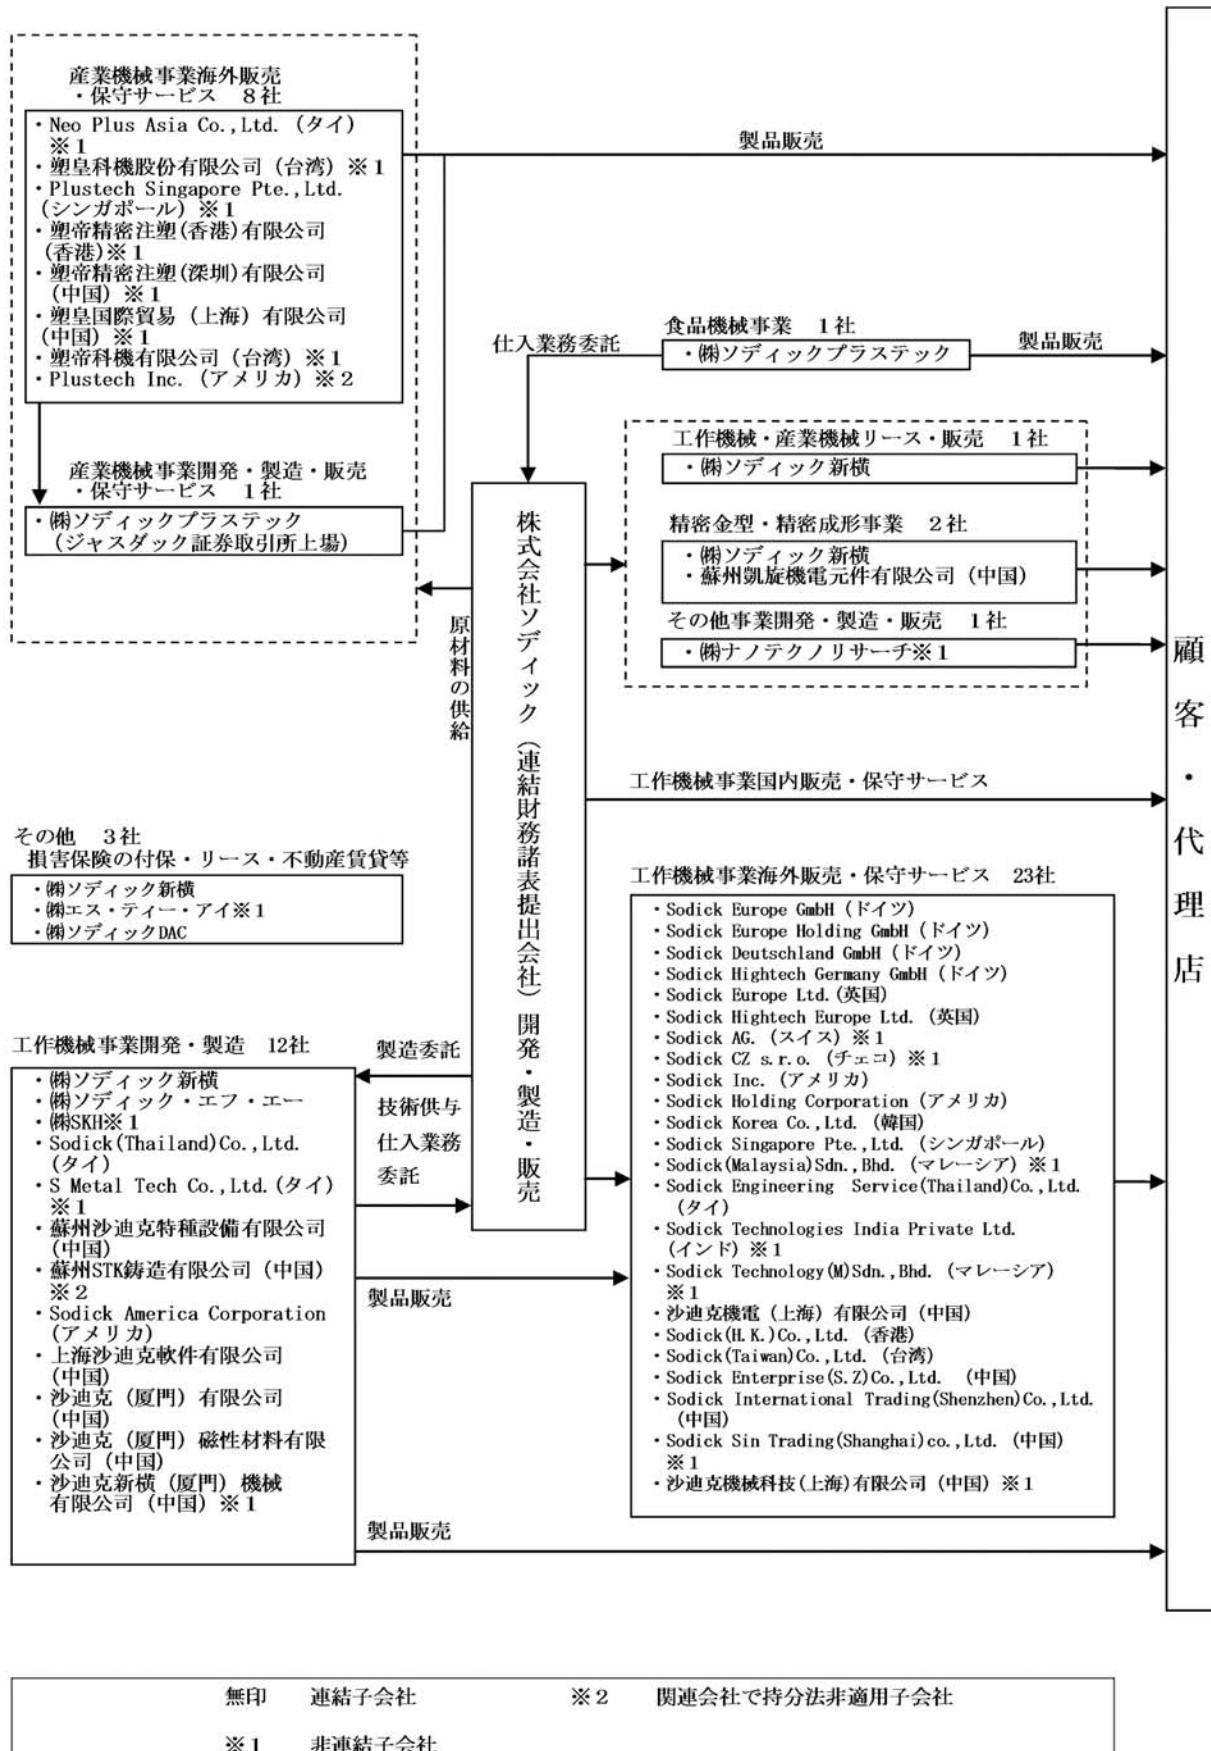 産業機械事業海外販売
・保守サービス 8社
・Neo Plus Asia Co.,Ltd. (タイ)
※1
・塑皇科機股份有限公司 (台湾) ※1
・Plustech Singapore Pte.,Ltd.
(シンガポール) ※1
・塑帝精密注塑(香港)有限公司
(香港)※1
・塑帝精密注塑(深圳)有限公司
(中国) ※1
・塑皇国際貿易 (上海) 有限公司
(中国) ※1
・塑帝科機有限公司 (台湾) ※1
・Plustech Inc. (アメリカ) ※2
製品販売
産業機械事業開発・製造・販売
・保守サービス 1社
・㈱ソディックプラステック
(ジャスダック証券取引所上場)
仕入業務委託
食品機械事業 1社
・㈱ソディックプラステック
製品販売
工作機械・産業機械リース・販売 1社
・㈱ソディック新横
精密金型・精密成形事業 2社
・㈱ソディック新横
・蘇州凱旋機電元件有限公司 (中国)
その他事業開発・製造・販売 1社
・㈱ナノテクノリサーチ※1
原材料の供給
株式会社ソディック (連結財務諸表提出会社) 開発・製造・販売
顧客・代理店
工作機械事業国内販売・保守サービス
その他 3社
損害保険の付保・リース・不動産賃貸等
・㈱ソディック新横
・㈱エス・ティー・アイ※1
・㈱ソディックDAC
工作機械事業海外販売・保守サービス 23社
・Sodick Europe GmbH (ドイツ)
・Sodick Europe Holding GmbH (ドイツ)
・Sodick Deutschland GmbH (ドイツ)
・Sodick Hightech Germany GmbH (ドイツ)
・Sodick Europe Ltd. (英国)
・Sodick Hightech Europe Ltd. (英国)
・Sodick AG. (スイス) ※1
・Sodick CZ s.r.o. (チェコ) ※1
・Sodick Inc. (アメリカ)
・Sodick Holding Corporation (アメリカ)
・Sodick Korea Co.,Ltd. (韓国)
・Sodick Singapore Pte.,Ltd. (シンガポール)
・Sodick(Malaysia)Sdn.,Bhd. (マレーシア) ※1
・Sodick Engineering Service(Thailand)Co.,Ltd.
(タイ)
・Sodick Technologies India Private Ltd.
(インド) ※1
・Sodick Technology(M)Sdn.,Bhd. (マレーシア)
※1
・沙迪克機電 (上海) 有限公司 (中国)
・Sodick(H.K.)Co.,Ltd. (香港)
・Sodick(Taiwan)Co.,Ltd. (台湾)
・Sodick Enterprise(S.Z)Co.,Ltd. (中国)
・Sodick International Trading(Shenzhen)Co.,Ltd.
(中国)
・Sodick Sin Trading(Shanghai)co.,Ltd. (中国)
※1
・沙迪克機械科技(上海)有限公司 (中国) ※1
工作機械事業開発・製造 12社
・㈱ソディック新横
・㈱ソディック・エフ・エー
・㈱SKH※1
・Sodick(Thailand)Co.,Ltd.
(タイ)
・S Metal Tech Co.,Ltd. (タイ)
※1
・蘇州沙迪克特種設備有限公司
(中国)
・蘇州STK鋳造有限公司 (中国)
※2
・Sodick America Corporation
(アメリカ)
・上海沙迪克軟件有限公司
(中国)
・沙迪克 (厦門) 有限公司
(中国)
・沙迪克 (厦門) 磁性材料有限
公司 (中国)
・沙迪克新横 (厦門) 機械
有限公司 (中国) ※1
製造委託
技術供与
仕入業務
委託
製品販売
製品販売
無印 連結子会社 ※2 関連会社で持分法非適用子会社
※1 非連結子会社